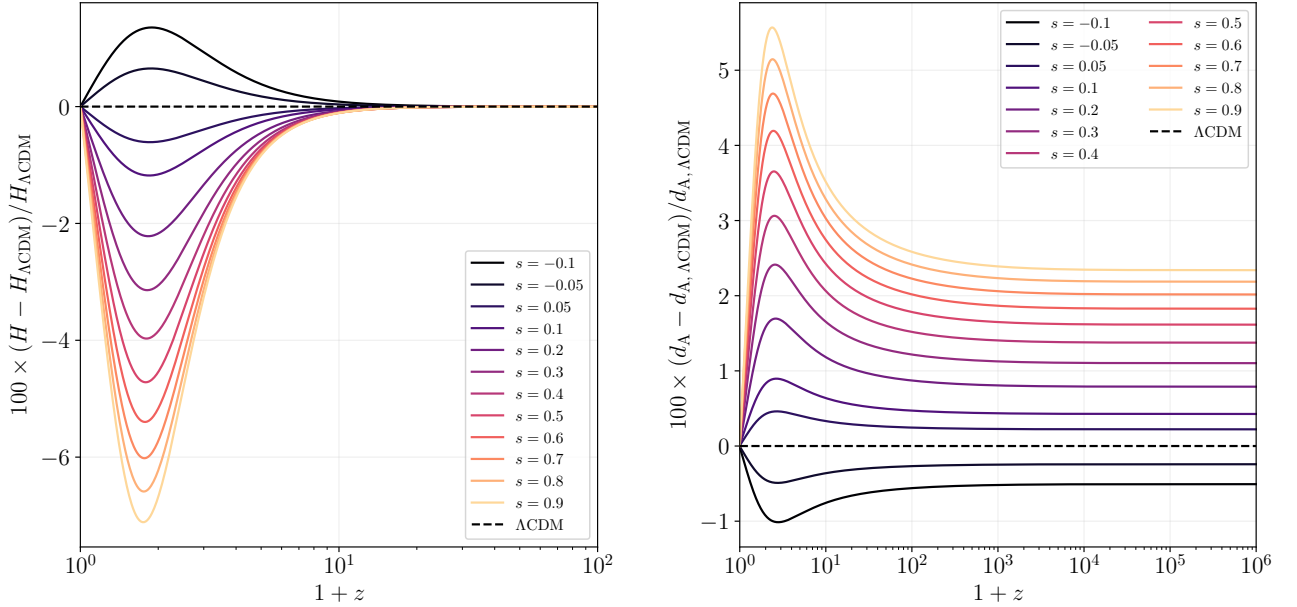 100 × (H − H_ΛCDM)/H_ΛCDM
0
−2
−4
−6
10^0
10^1
10^2
1 + z
s = −0.1
s = −0.05
s = 0.05
s = 0.1
s = 0.2
s = 0.3
s = 0.4
s = 0.5
s = 0.6
s = 0.7
s = 0.8
s = 0.9
ΛCDM
100 × (d_A − d_A,ΛCDM)/d_A,ΛCDM
5
4
3
2
1
0
−1
10^0
10^1
10^2
10^3
10^4
10^5
10^6
1 + z
s = −0.1
s = −0.05
s = 0.05
s = 0.1
s = 0.2
s = 0.3
s = 0.4
s = 0.5
s = 0.6
s = 0.7
s = 0.8
s = 0.9
ΛCDM